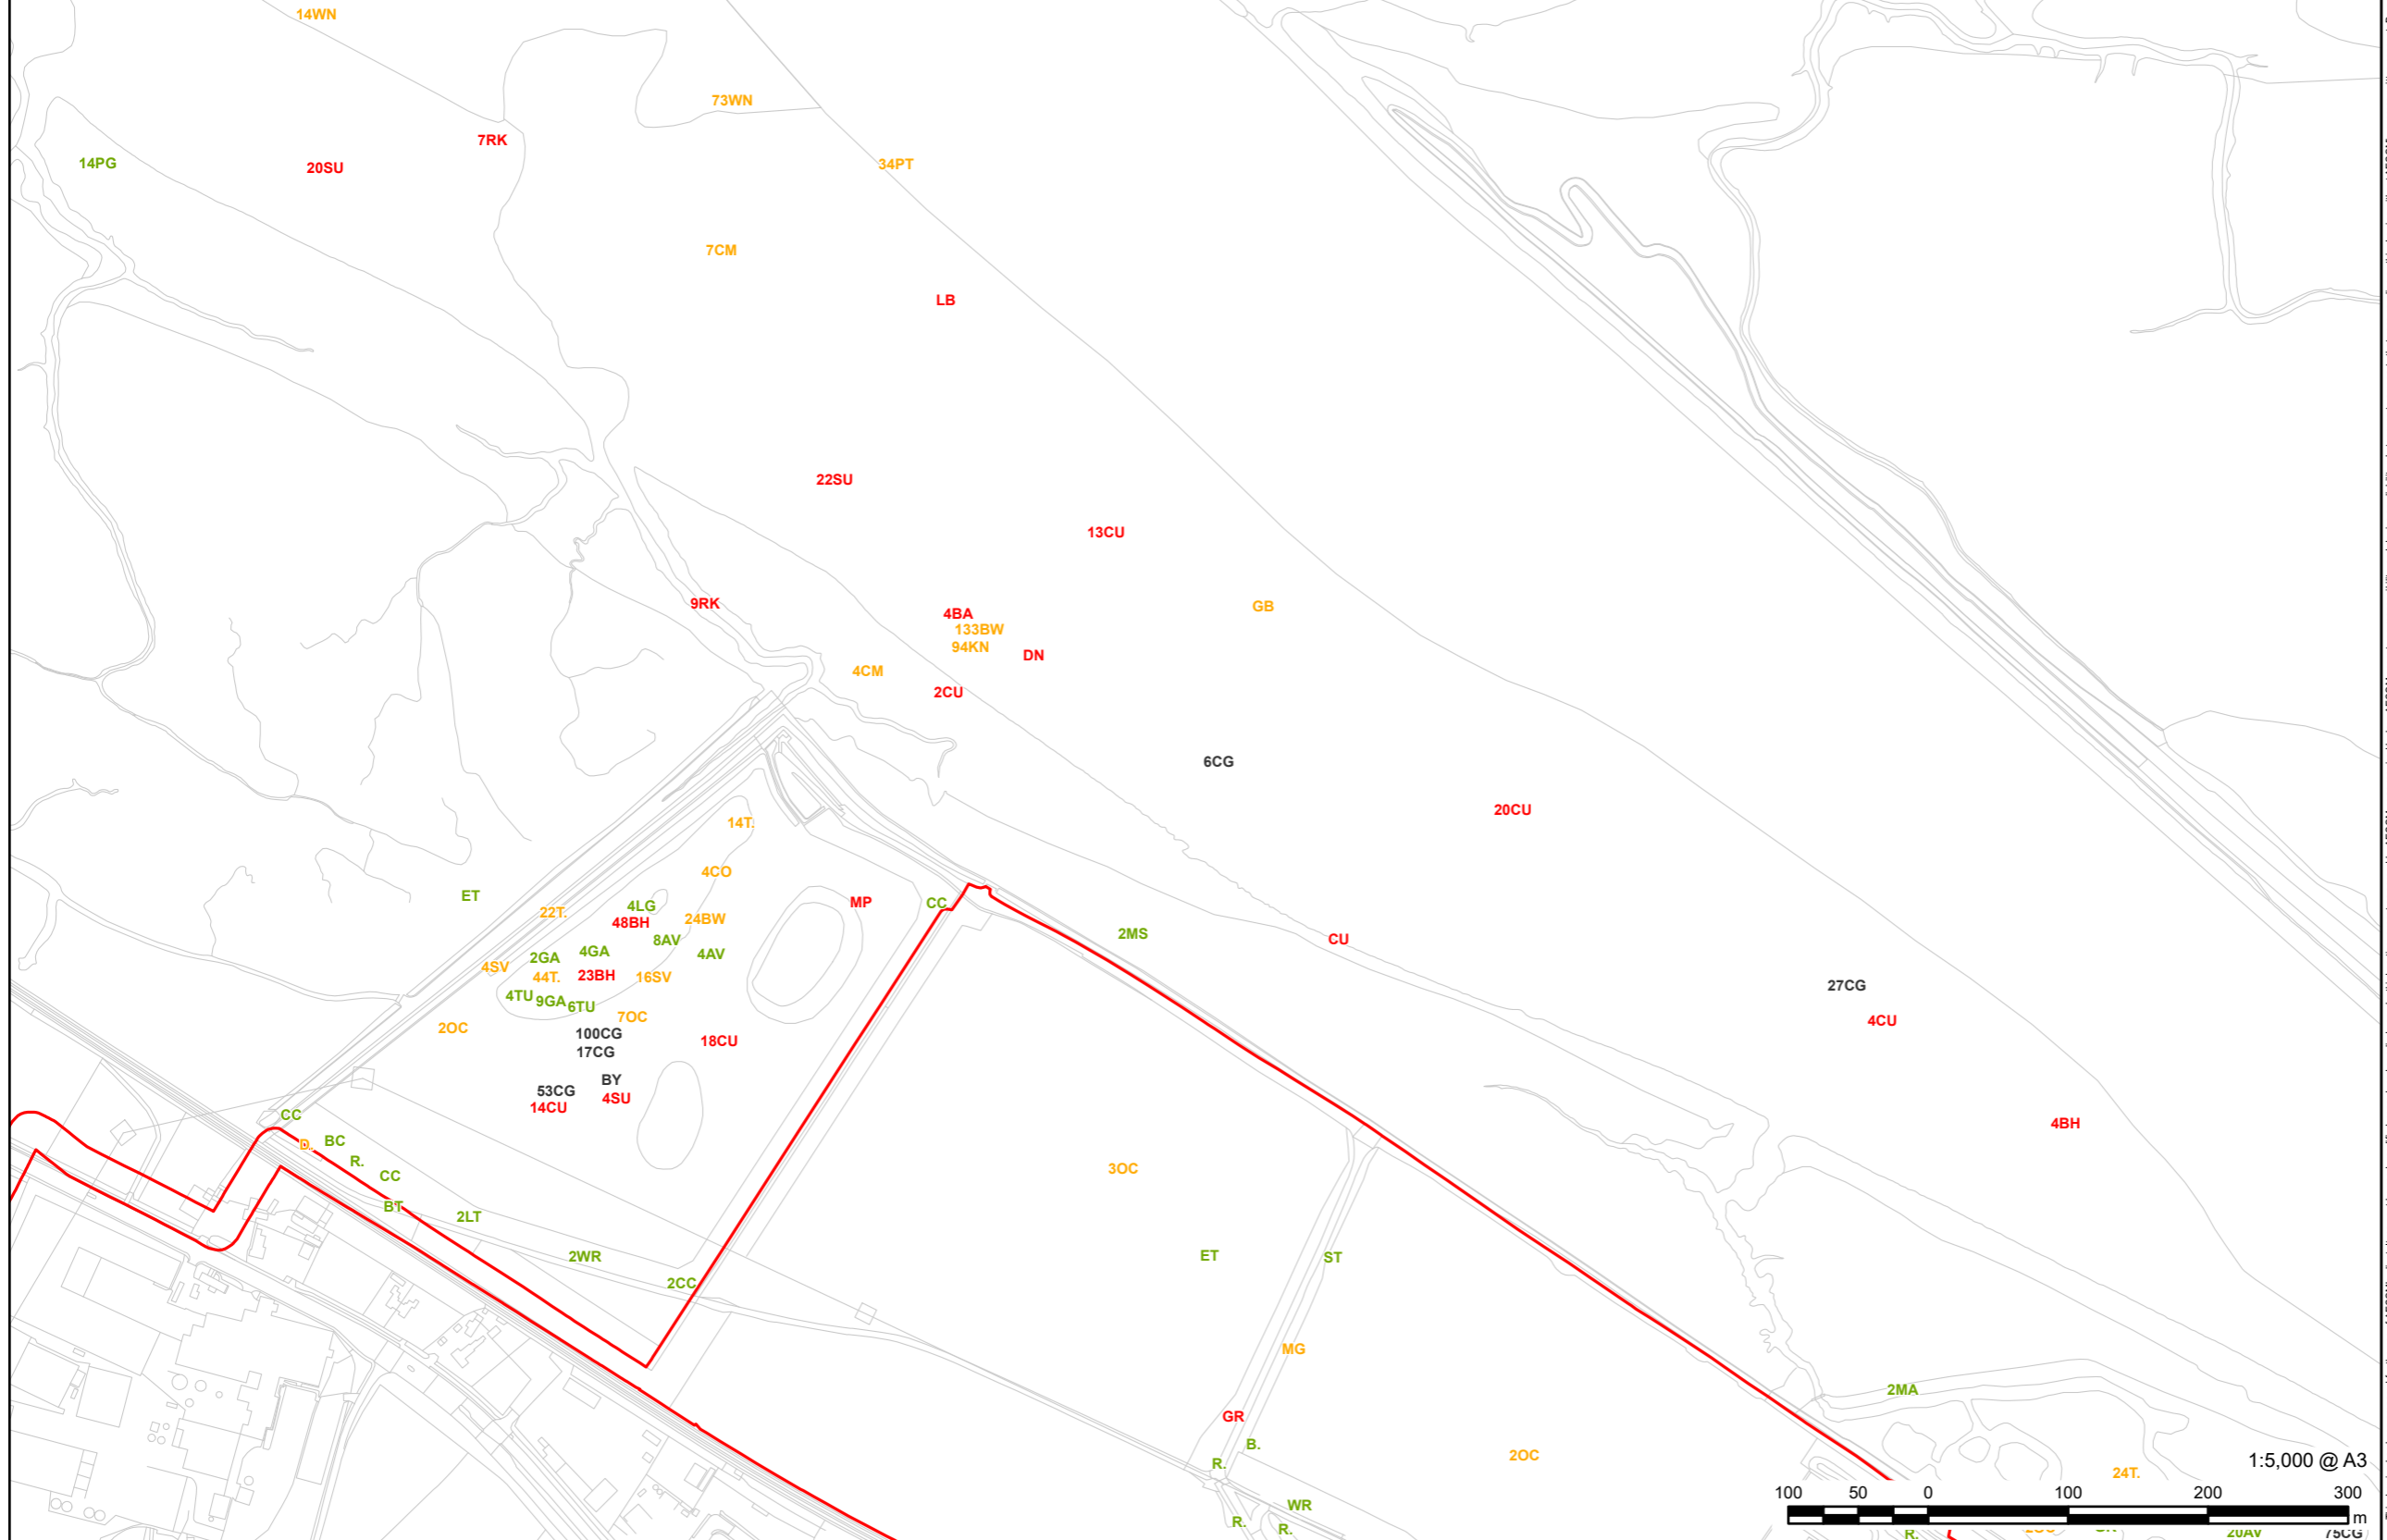 14WN
73WN
7RK
14PG
20SU
34PT
7CM
LB
22SU
13CU
9RK
4BA
GB
133BW
94KN
DN
4CM
2CU
6CG
20CU
14T.
4CO
ET
MP
CC
4LG
22T.
48BH
24BW
2MS
8AV
CU
4GA
4AV
2GA
4SV
44T.
23BH
16SV
27CG
4TU
9GA
6TU
7OC
4CU
2OC
100CG
18CU
17CG
BY
53CG
4SU
14CU
CC
4BH
D.
BC
R.
3OC
CC
BT
2LT
2WR
ET
ST
2CC
MG
2MA
GR
B.
2OC
R.
1:5,000 @ A3
24T.
100 50 0 100 200 300
m
WR
R.
R.
R.
20AV
75CG